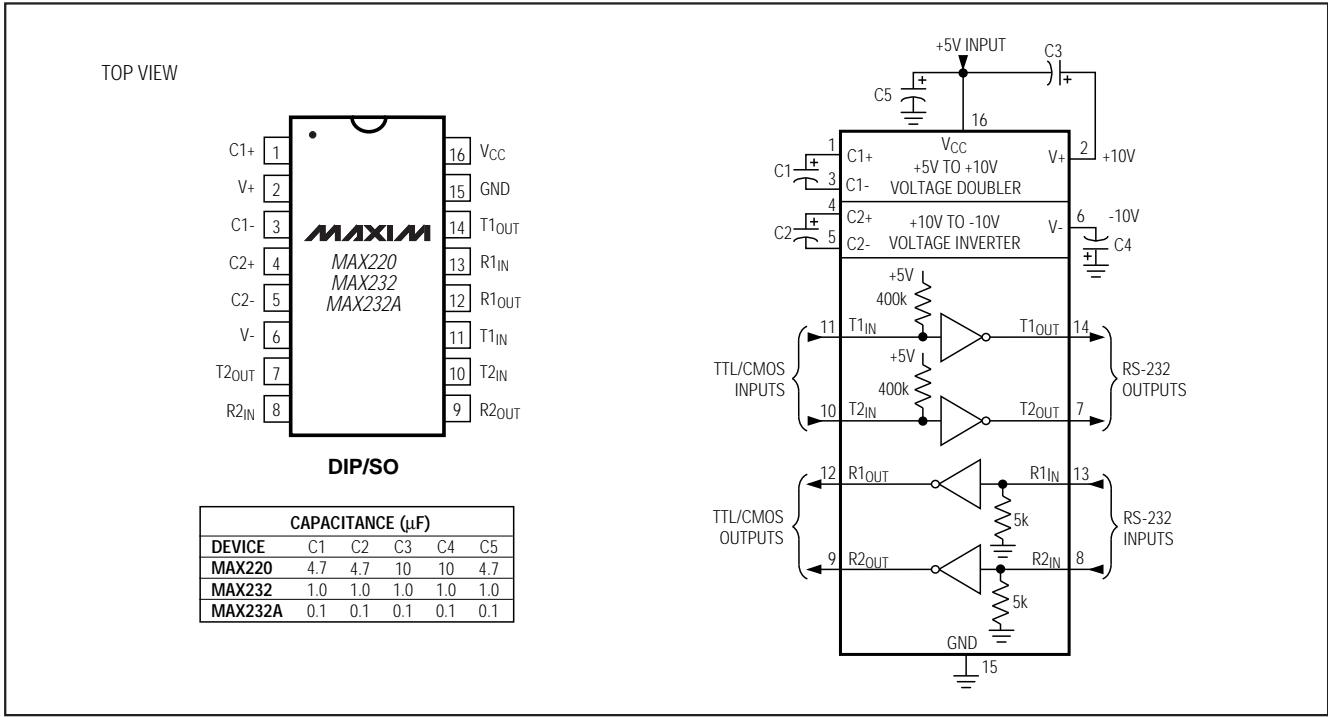 TOP VIEW
C1+ 1
V+ 2
C1- 3
C2+ 4
C2- 5
V- 6
T2OUT 7
R2IN 8
16 VCC
15 GND
14 T1OUT
13 R1IN
12 R1OUT
11 T1IN
10 T2IN
9 R2OUT
MAXIM
MAX220
MAX232
MAX232A
DIP/SO
CAPACITANCE (µF)
DEVICE C1 C2 C3 C4 C5
MAX220 4.7 4.7 10 10 4.7
MAX232 1.0 1.0 1.0 1.0 1.0
MAX232A 0.1 0.1 0.1 0.1 0.1
+5V INPUT
C3
+
C5
+
16
VCC
1
C1+
C1
+
3
C1-
+5V TO +10V
VOLTAGE DOUBLER
V+
2
+10V
4
C2+
C2
+
5
C2-
+10V TO -10V
VOLTAGE INVERTER
V-
6
-10V
C4
+
+5V
400k
11 T1IN
T1OUT 14
+5V
400k
TTL/CMOS
INPUTS
RS-232
OUTPUTS
10 T2IN
T2OUT 7
12 R1OUT
R1IN 13
5k
TTL/CMOS
OUTPUTS
RS-232
INPUTS
9 R2OUT
R2IN 8
5k
GND
15